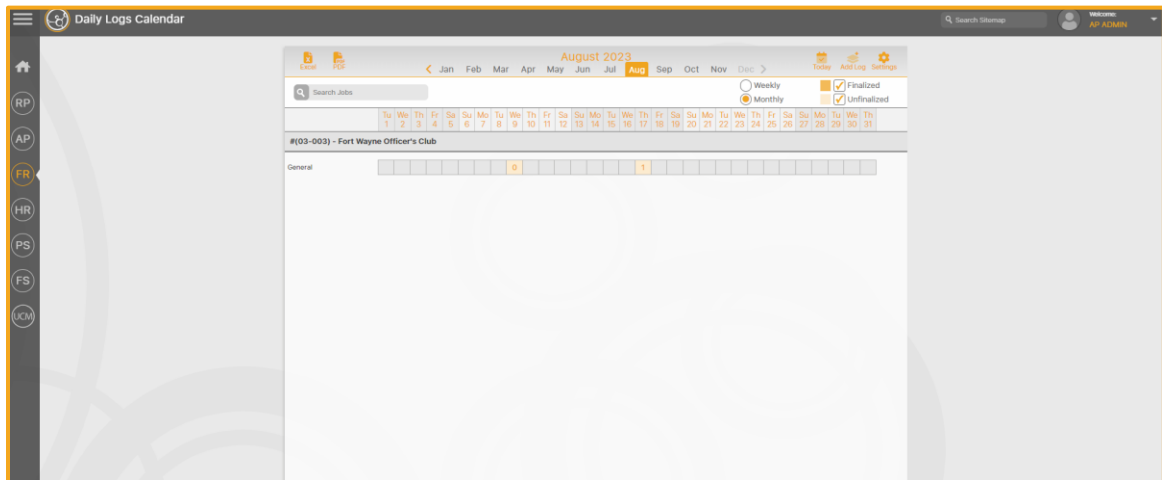 Daily Logs Calendar
Search Sitemap
Welcome:
AP ADMIN
Excel
PDF
August 2023
Jan Feb Mar Apr May Jun Jul Aug Sep Oct Nov Dec
Today Add Log Settings
Search Jobs
Weekly
Finalized
Monthly
Unfinalized
Tu We Th Fr Sa Su Mo Tu We Th Fr Sa Su Mo Tu We Th Fr Sa Su Mo Tu We Th Fr Sa Su Mo Tu We Th
1 2 3 4 5 6 7 8 9 10 11 12 13 14 15 16 17 18 19 20 21 22 23 24 25 26 27 28 29 30 31
#(03-003) - Fort Wayne Officer's Club
General
0 1
RP
AP
FR
HR
PS
FS
UCM